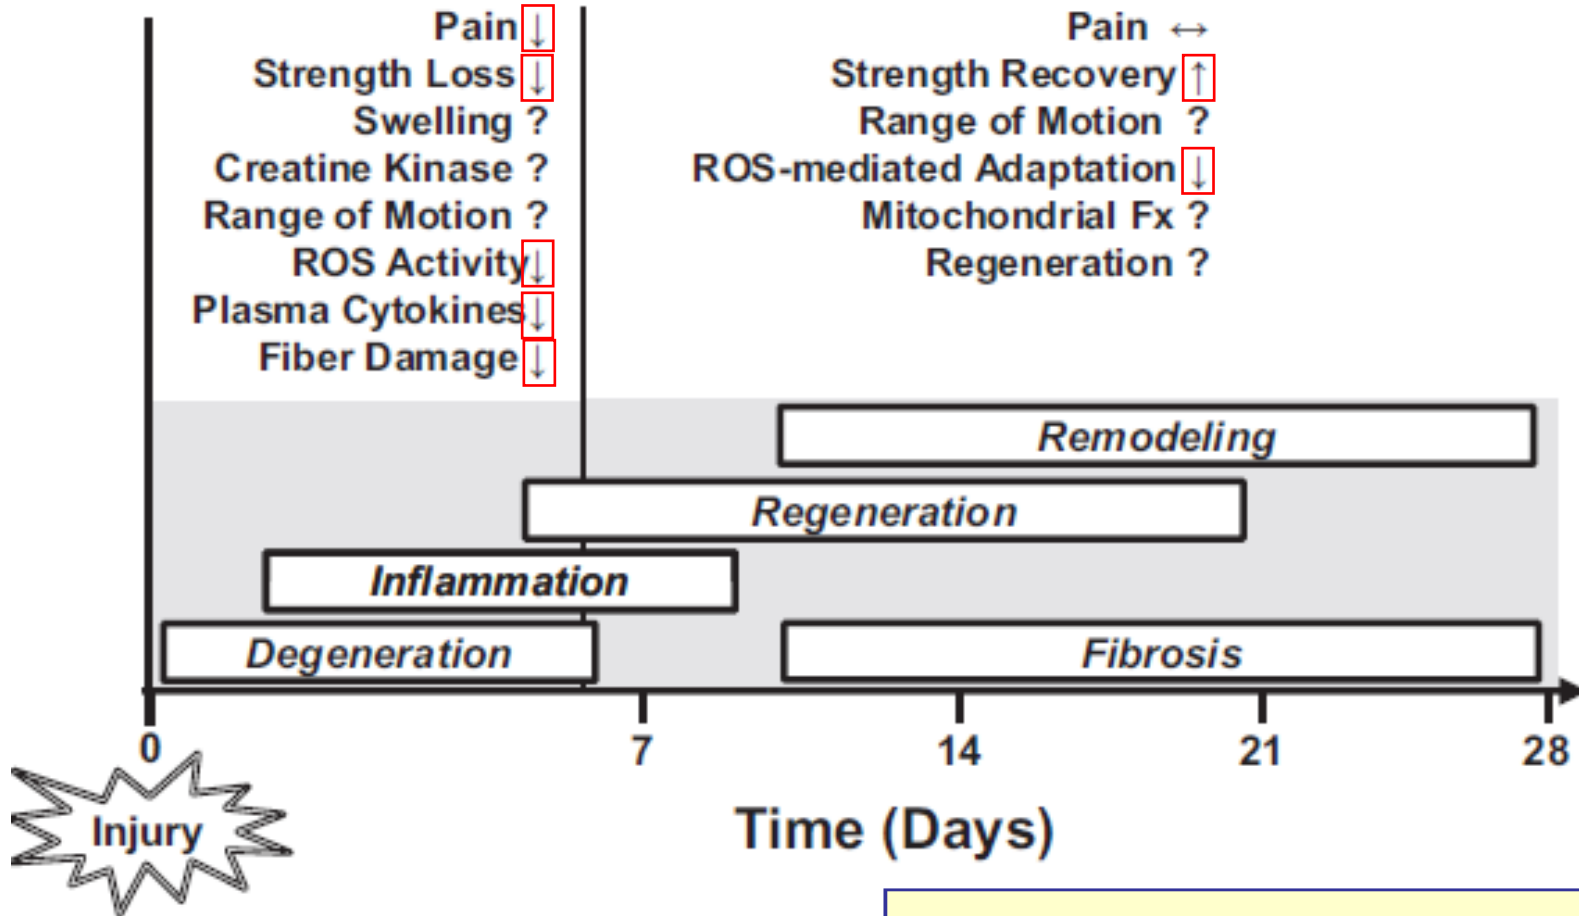 Pain ↓
Strength Loss ↓
Swelling ?
Creatine Kinase ?
Range of Motion ?
ROS Activity↓
Plasma Cytokines↓
Fiber Damage ↓
Pain ↔
Strength Recovery ↑
Range of Motion ?
ROS-mediated Adaptation ↓
Mitochondrial Fx ?
Regeneration ?
Remodeling
Regeneration
Inflammation
Degeneration
Fibrosis
0 7 14 21 28
Injury
Time (Days)